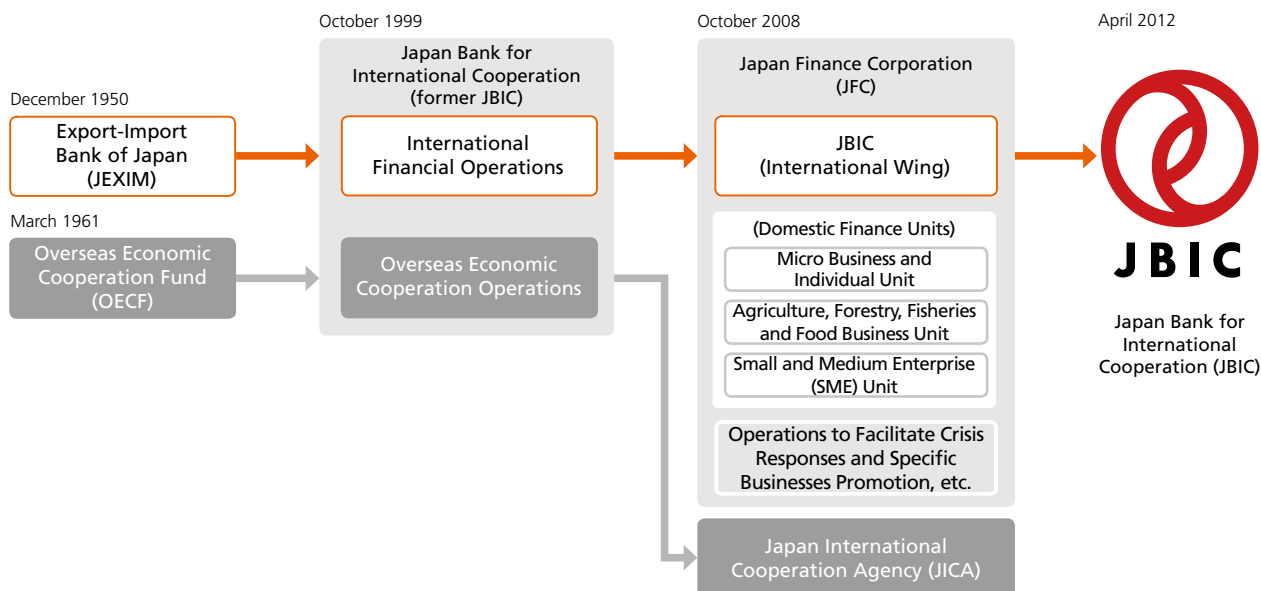 December 1950
Export-Import
Bank of Japan
(JEXIM)
March 1961
Overseas Economic
Cooperation Fund
(OECF)
October 1999
Japan Bank for
International Cooperation
(former JBIC)
International
Financial Operations
Overseas Economic
Cooperation Operations
October 2008
Japan Finance Corporation
(JFC)
JBIC
(International Wing)
(Domestic Finance Units)
Micro Business and
Individual Unit
Agriculture, Forestry, Fisheries
and Food Business Unit
Small and Medium Enterprise
(SME) Unit
Operations to Facilitate Crisis
Responses and Specific
Businesses Promotion, etc.
Japan International
Cooperation Agency (JICA)
April 2012
JBIC
Japan Bank for
International
Cooperation (JBIC)